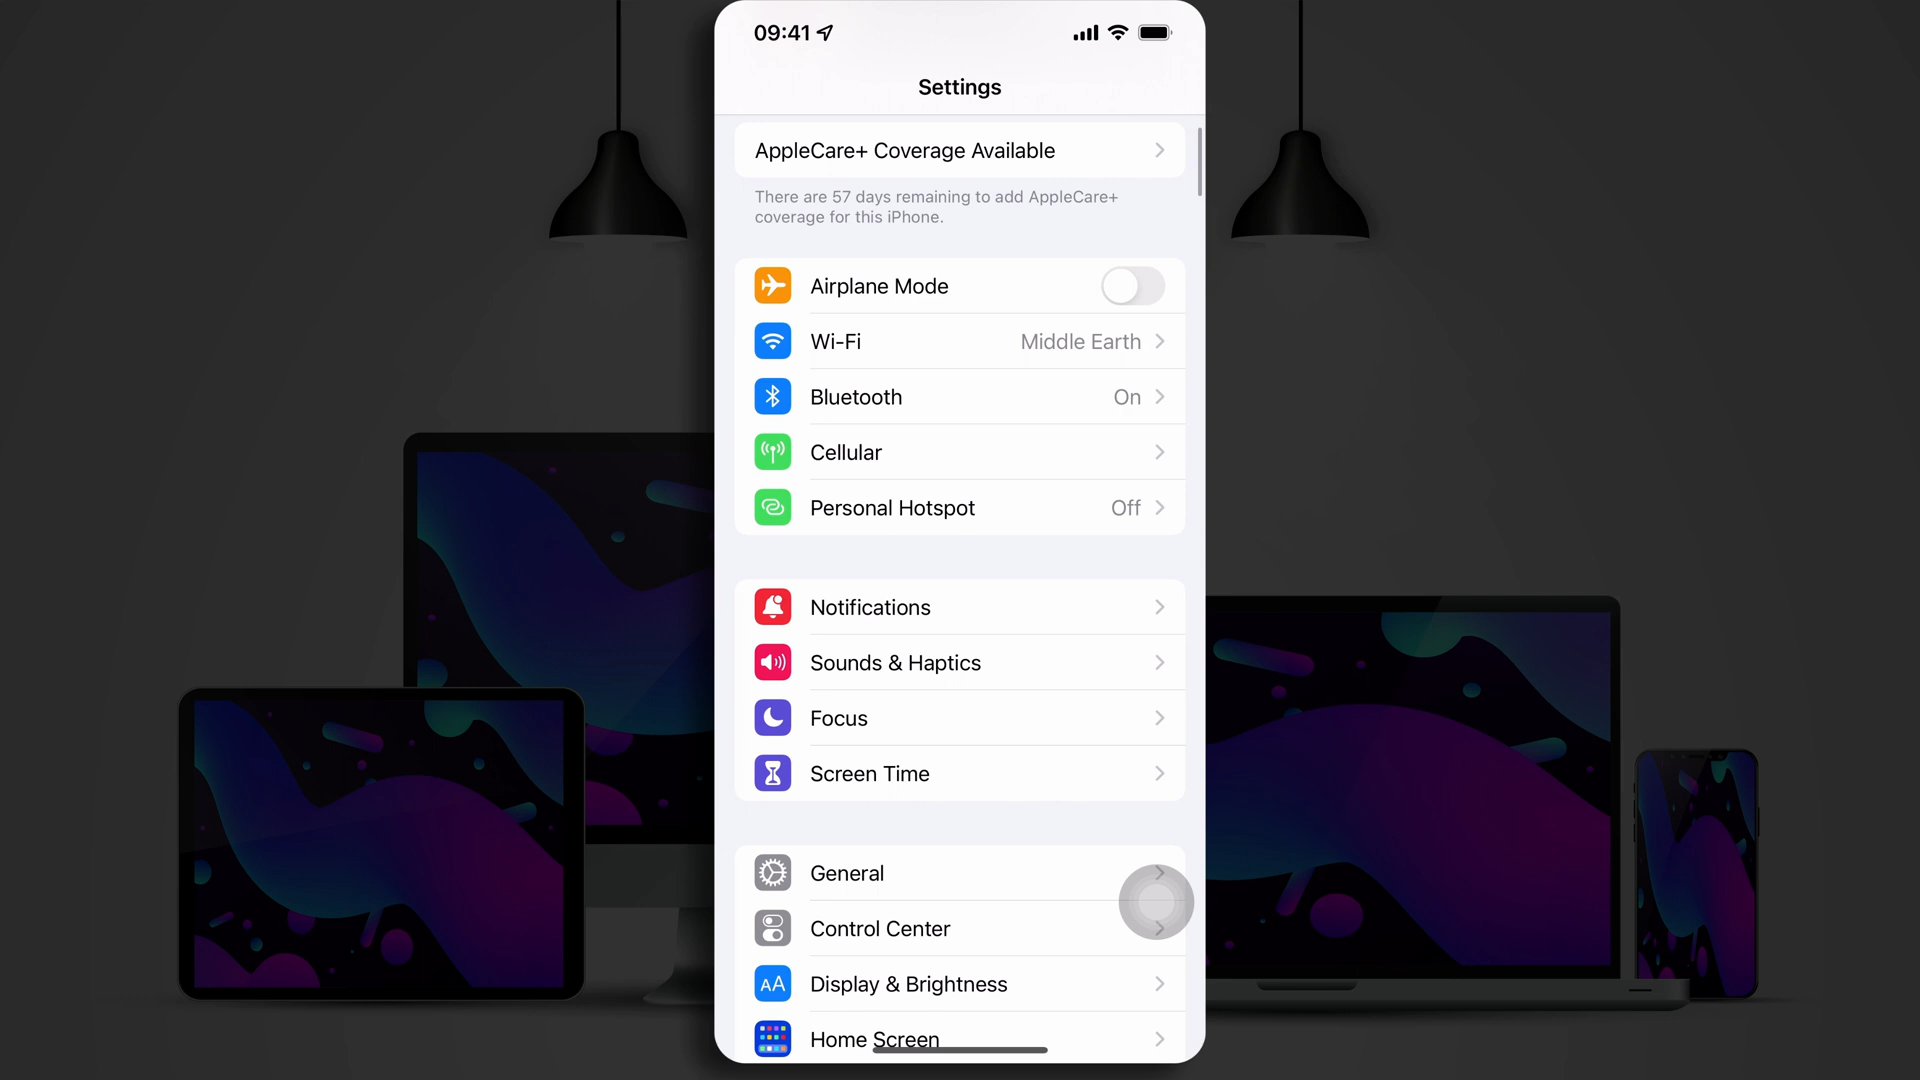 09:41
Settings
AppleCare+ Coverage Available
There are 57 days remaining to add AppleCare+
coverage for this iPhone.
Airplane Mode
Wi-Fi Middle Earth
Bluetooth On
Cellular
Personal Hotspot Off
Notifications
Sounds & Haptics
Focus
Screen Time
General
Control Center
AA Display & Brightness
Home Screen